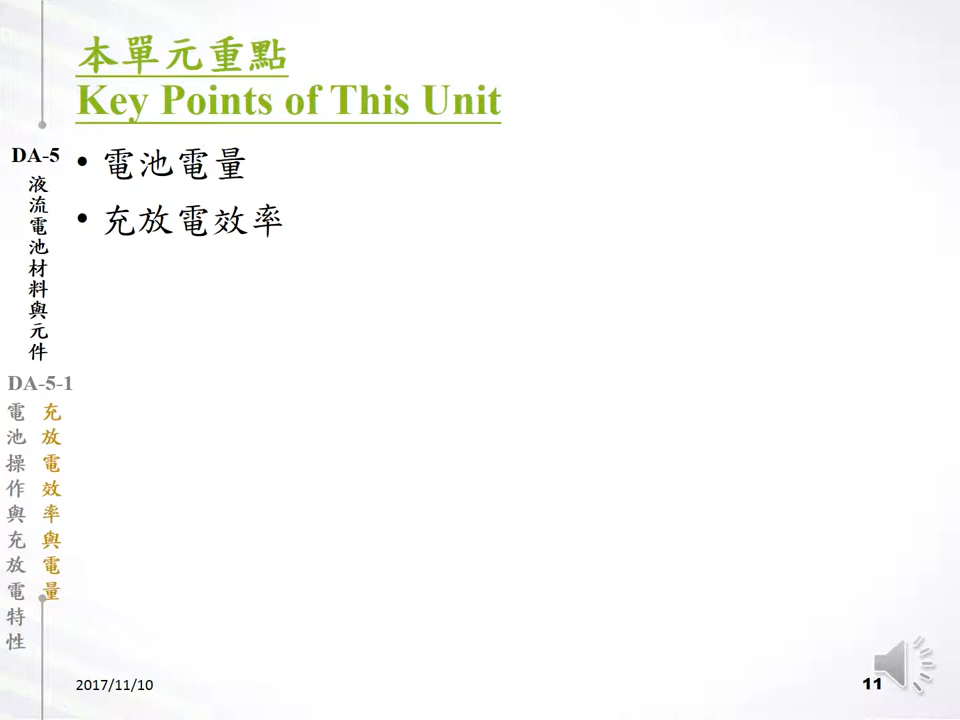 本單元重點
Key Points of This Unit
• 電池電量
• 充放電效率
DA-5
液流電池材料與元件
DA-5-1
電池操作與充放電特性
充放電效率與電量
2017/11/10
11